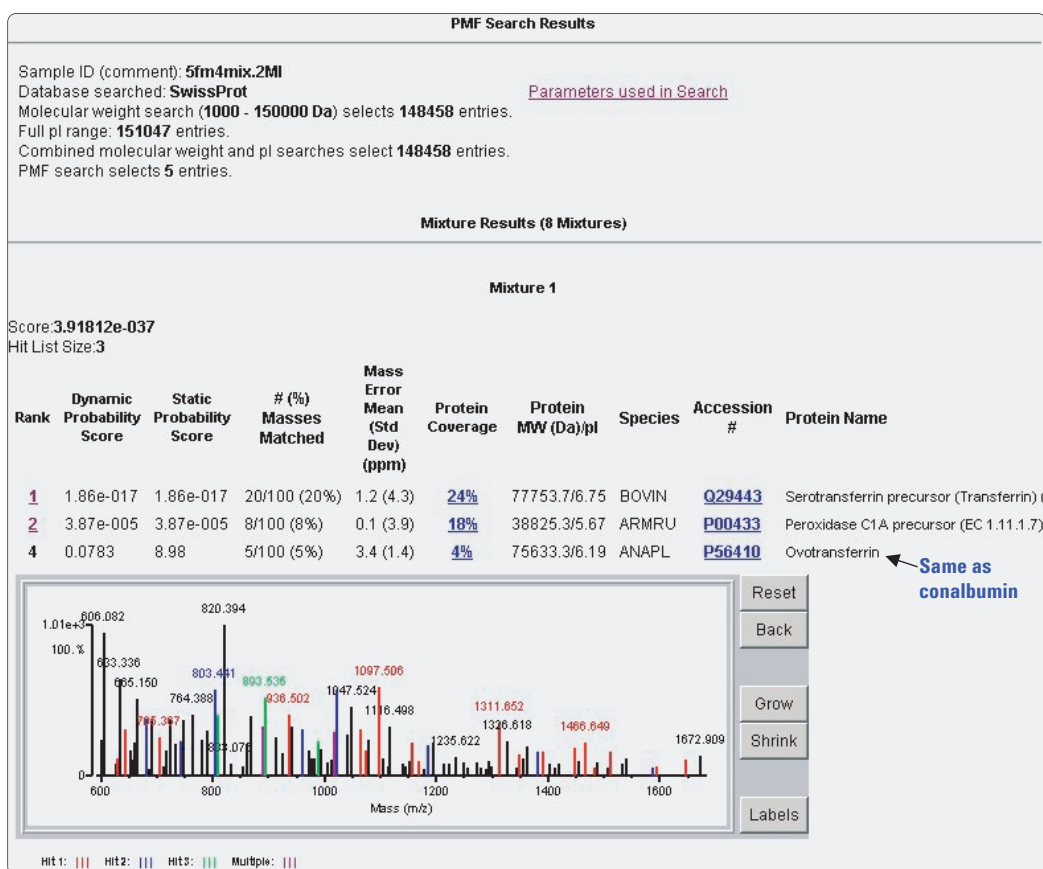 PMF Search Results
Sample ID (comment): 5fm4mix.2MI
Database searched: SwissProt
Parameters used in Search
Molecular weight search (1000 - 150000 Da) selects 148458 entries.
Full pI range: 151047 entries.
Combined molecular weight and pI searches select 148458 entries.
PMF search selects 5 entries.
Mixture Results (8 Mixtures)
Mixture 1
Score:3.91812e-037
Hit List Size:3
Rank Dynamic Probability Score Static Probability Score # (%) Masses Matched Mass Error Mean (Std Dev) (ppm) Protein Coverage Protein MW (Da)/pI Species Accession # Protein Name
1 1.86e-017 1.86e-017 20/100 (20%) 1.2 (4.3) 24% 77753.7/6.75 BOVIN Q29443 Serotransferrin precursor (Transferrin) (
2 3.87e-005 3.87e-005 8/100 (8%) 0.1 (3.9) 18% 38825.3/5.67 ARMRU P00433 Peroxidase C1A precursor (EC 1.11.1.7)
4 0.0783 8.98 5/100 (5%) 3.4 (1.4) 4% 75633.3/6.19 ANAPL P56410 Ovotransferrin
Same as
conalbumin
Reset
Back
Grow
Shrink
Labels
820.394
606.082
1.01e+3
100. %
633.336
665.150
803.441
893.535
1097.506
764.388
936.502
1047.524
1116.498
705.367
1311.652
1326.618
1466.649
1235.622
1672.909
0
600 800 1000 1200 1400 1600
Mass (m/z)
Hit 1: Hit2: Hit3: Multiple: